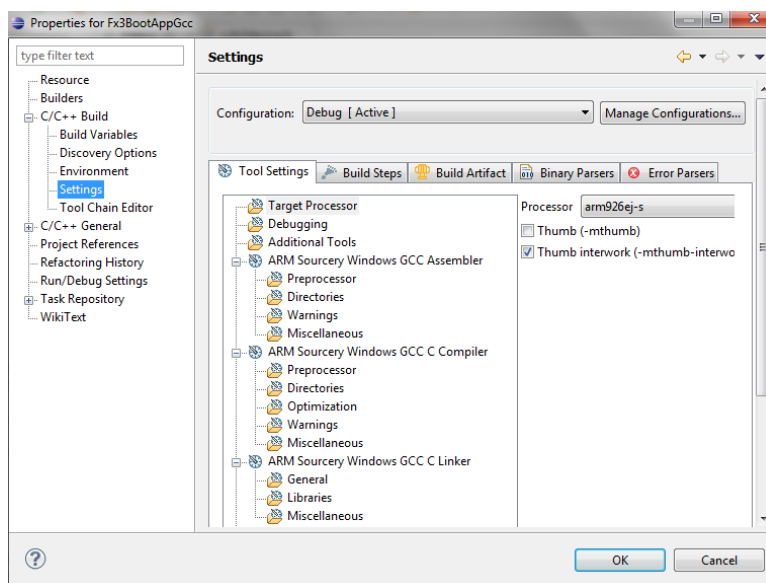 Properties for Fx3BootAppGcc
type filter text
Resource
Builders
C/C++ Build
Build Variables
Discovery Options
Environment
Settings
Tool Chain Editor
C/C++ General
Project References
Refactoring History
Run/Debug Settings
Task Repository
WikiText
Settings
Configuration: Debug [ Active ] Manage Configurations...
Tool Settings Build Steps Build Artifact Binary Parsers Error Parsers
Target Processor
Debugging
Additional Tools
ARM Sourcery Windows GCC Assembler
Preprocessor
Directories
Warnings
Miscellaneous
ARM Sourcery Windows GCC C Compiler
Preprocessor
Directories
Optimization
Warnings
Miscellaneous
ARM Sourcery Windows GCC C Linker
General
Libraries
Miscellaneous
Processor arm926ej-s
Thumb (-mthumb)
Thumb interwork (-mthumb-interwo
OK Cancel